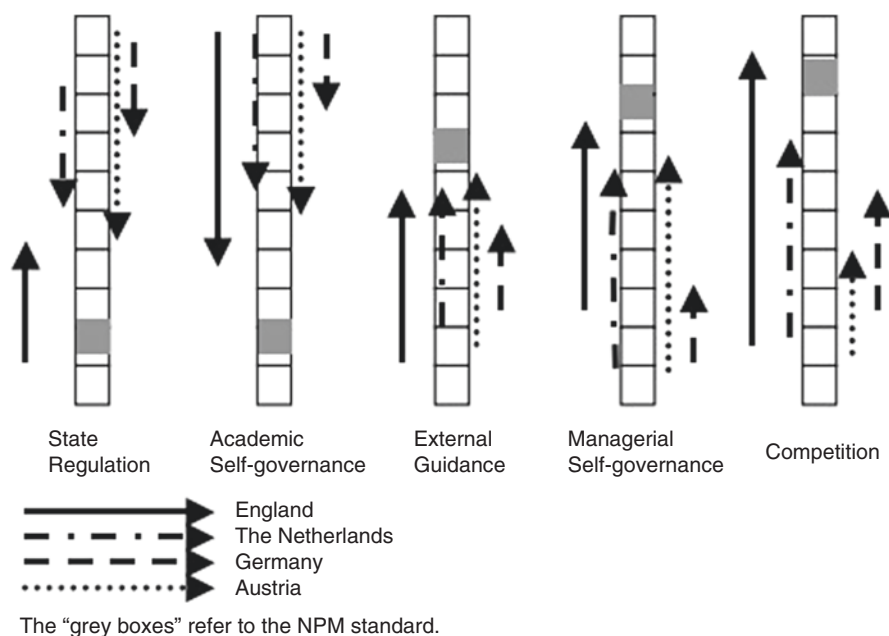 State
Regulation
Academic
Self-governance
External
Guidance
Managerial
Self-governance
Competition
England
The Netherlands
Germany
Austria
The “grey boxes” refer to the NPM standard.